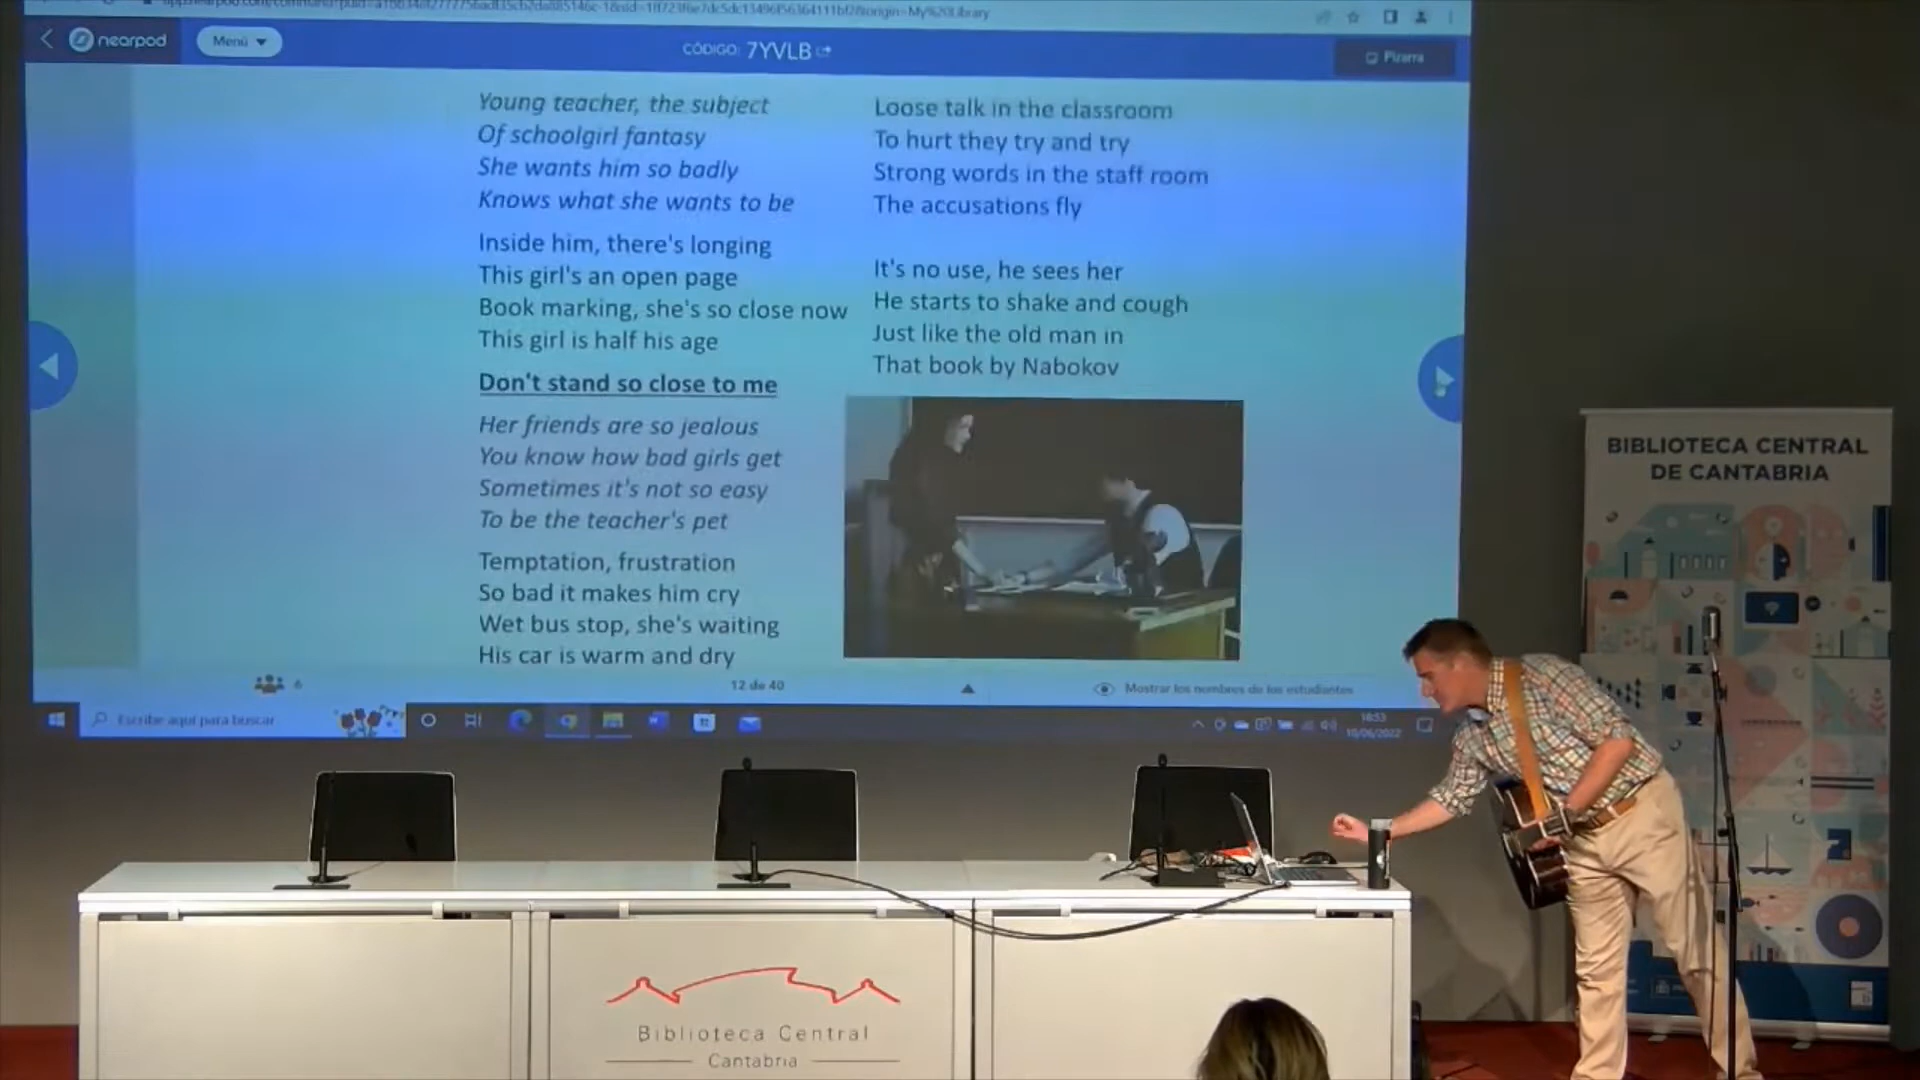 nearpod
Menú
CÓDIGO: 7YVLB
Pizarra
Young teacher, the subject
Of schoolgirl fantasy
She wants him so badly
Knows what she wants to be
Inside him, there's longing
This girl's an open page
Book marking, she's so close now
This girl is half his age
Don't stand so close to me
Her friends are so jealous
You know how bad girls get
Sometimes it's not so easy
To be the teacher's pet
Temptation, frustration
So bad it makes him cry
Wet bus stop, she's waiting
His car is warm and dry
Loose talk in the classroom
To hurt they try and try
Strong words in the staff room
The accusations fly
It's no use, he sees her
He starts to shake and cough
Just like the old man in
That book by Nabokov
6
12 de 40
Mostrar los nombres de los estudiantes
Escribe aquí para buscar
18:53
10/06/2022
BIBLIOTECA CENTRAL
DE CANTABRIA
Biblioteca Central
Cantabria